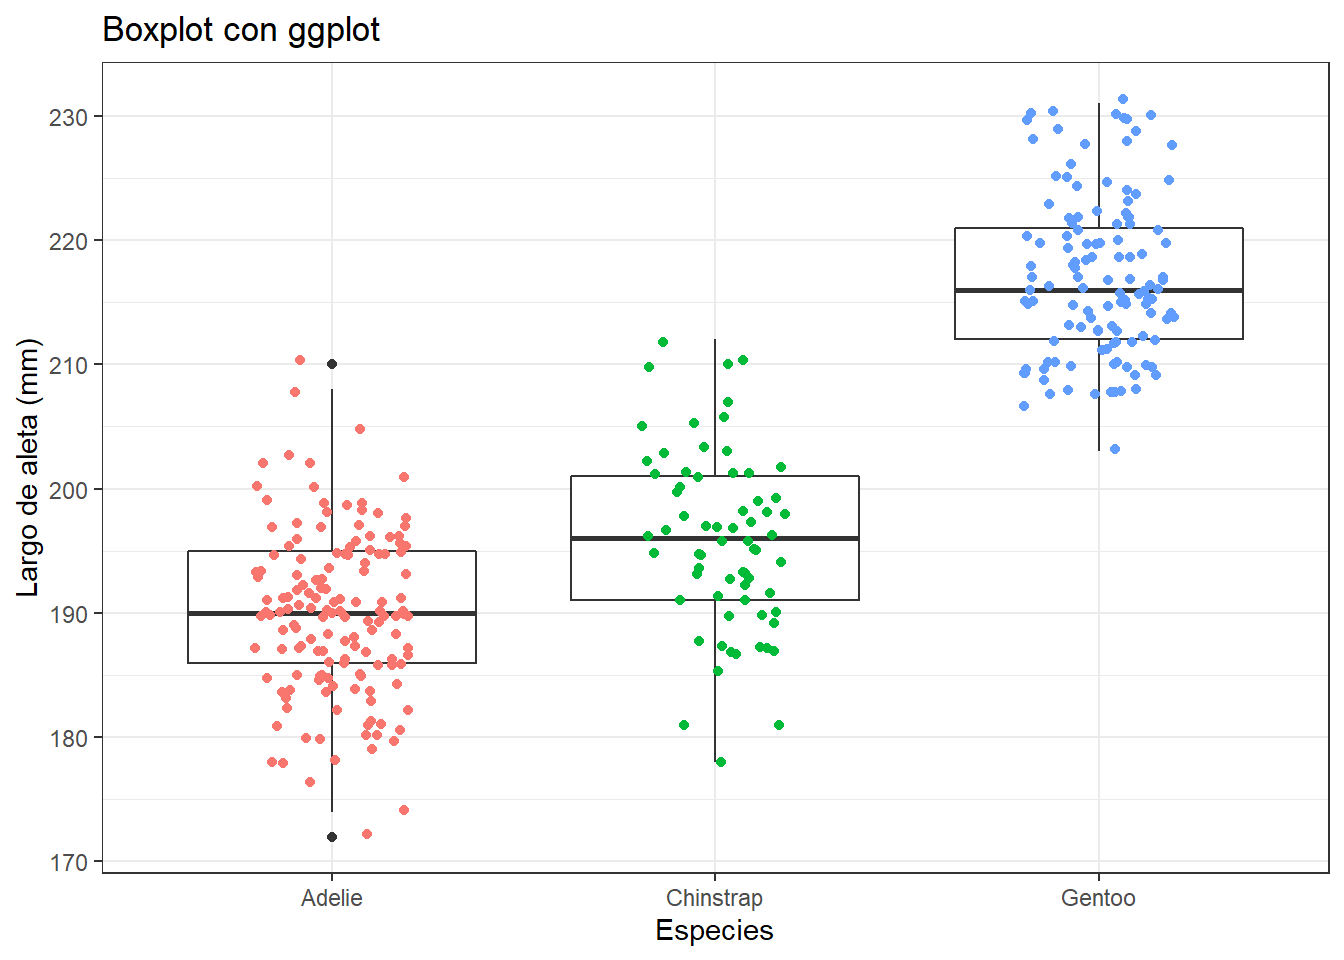 Boxplot con ggplot
Largo de aleta (mm)
230
220
210
200
190
180
170
Adelie
Chinstrap
Gentoo
Especies